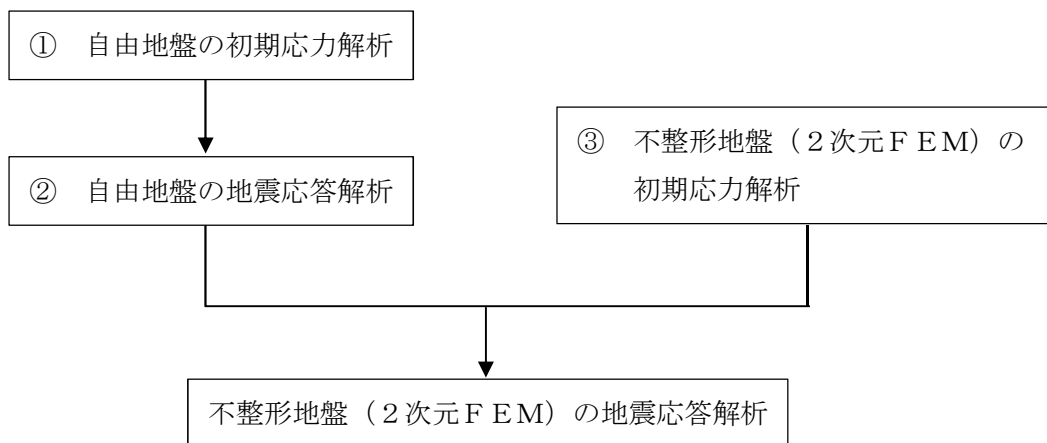 ① 自由地盤の初期応力解析
② 自由地盤の地震応答解析
③ 不整形地盤（２次元ＦＥＭ）の
初期応力解析
不整形地盤（２次元ＦＥＭ）の地震応答解析